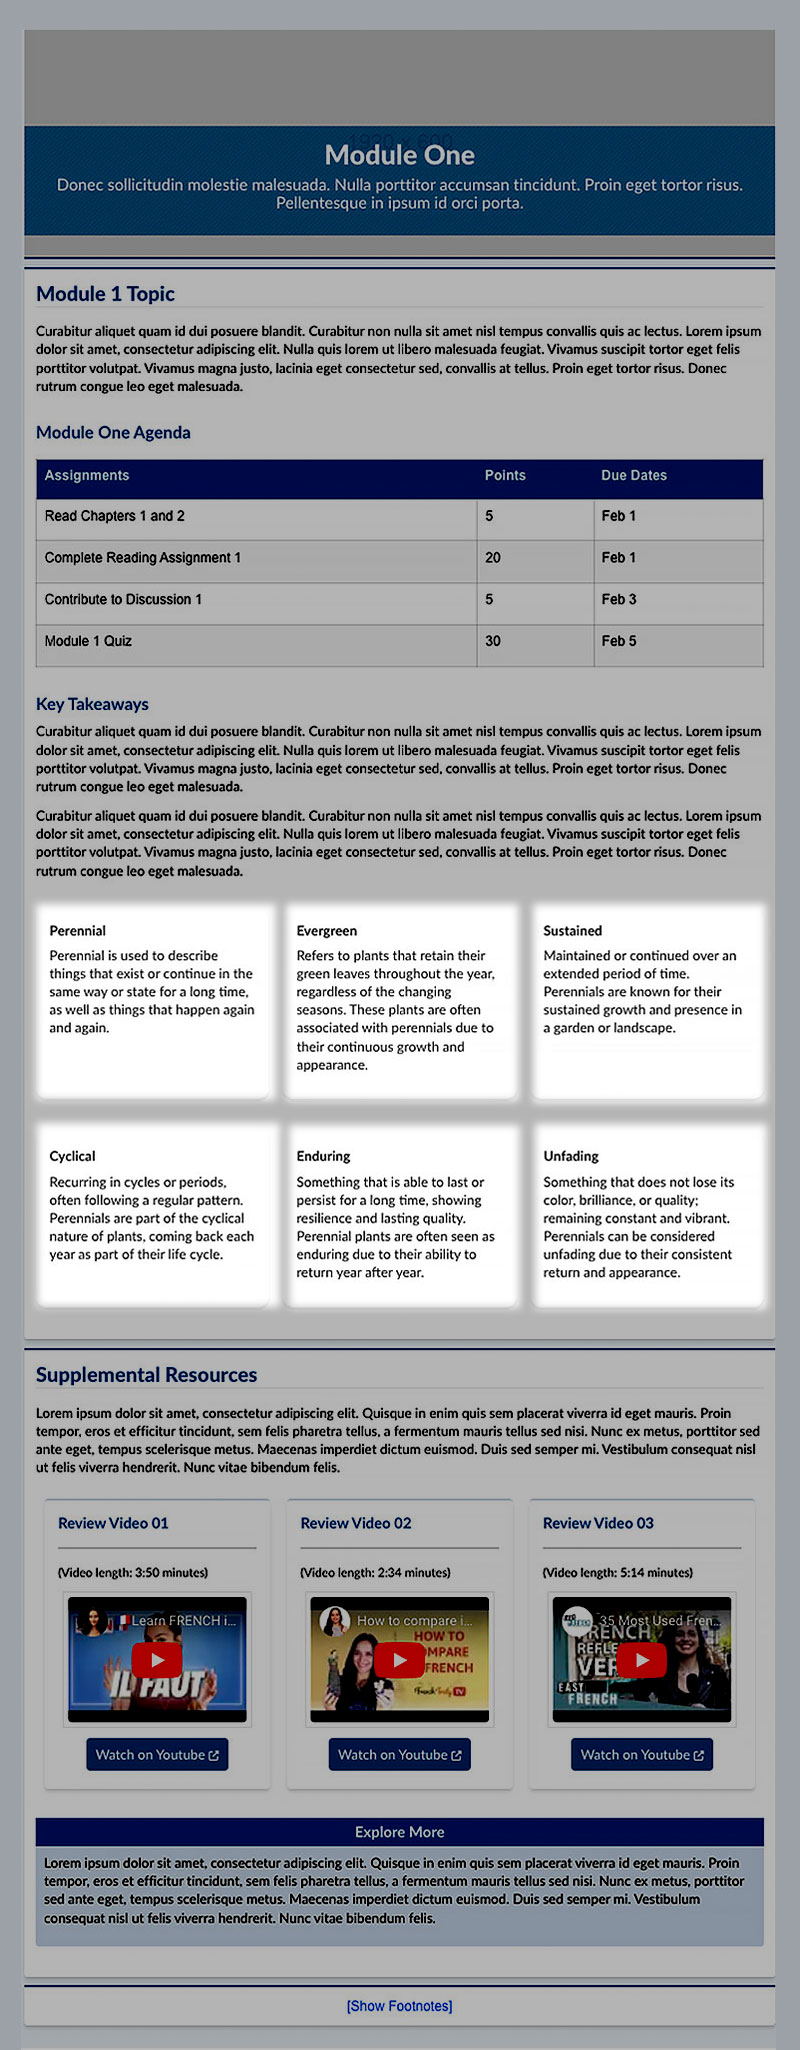 1920 x 600
Module One
Donec sollicitudin molestie malesuada. Nulla porttitor accumsan tincidunt. Proin eget tortor risus.
Pellentesque in ipsum id orci porta.
Module 1 Topic
Curabitur aliquet quam id dui posuere blandit. Curabitur non nulla sit amet nisl tempus convallis quis ac lectus. Lorem ipsum
dolor sit amet, consectetur adipiscing elit. Nulla quis lorem ut libero malesuada feugiat. Vivamus suscipit tortor eget felis
porttitor volutpat. Vivamus magna justo, lacinia eget consectetur sed, convallis at tellus. Proin eget tortor risus. Donec
rutrum congue leo eget malesuada.
Module One Agenda
Assignments Points Due Dates
Read Chapters 1 and 2 5 Feb 1
Complete Reading Assignment 1 20 Feb 1
Contribute to Discussion 1 5 Feb 3
Module 1 Quiz 30 Feb 5
Key Takeaways
Curabitur aliquet quam id dui posuere blandit. Curabitur non nulla sit amet nisl tempus convallis quis ac lectus. Lorem ipsum
dolor sit amet, consectetur adipiscing elit. Nulla quis lorem ut libero malesuada feugiat. Vivamus suscipit tortor eget felis
porttitor volutpat. Vivamus magna justo, lacinia eget consectetur sed, convallis at tellus. Proin eget tortor risus. Donec
rutrum congue leo eget malesuada.
Curabitur aliquet quam id dui posuere blandit. Curabitur non nulla sit amet nisl tempus convallis quis ac lectus. Lorem ipsum
dolor sit amet, consectetur adipiscing elit. Nulla quis lorem ut libero malesuada feugiat. Vivamus suscipit tortor eget felis
porttitor volutpat. Vivamus magna justo, lacinia eget consectetur sed, convallis at tellus. Proin eget tortor risus. Donec
rutrum congue leo eget malesuada.
Perennial
Perennial is used to describe
things that exist or continue in the
same way or state for a long time,
as well as things that happen again
and again.
Evergreen
Refers to plants that retain their
green leaves throughout the year,
regardless of the changing
seasons. These plants are often
associated with perennials due to
their continuous growth and
appearance.
Sustained
Maintained or continued over an
extended period of time.
Perennials are known for their
sustained growth and presence in
a garden or landscape.
Cyclical
Recurring in cycles or periods,
often following a regular pattern.
Perennials are part of the cyclical
nature of plants, coming back each
year as part of their life cycle.
Enduring
Something that is able to last or
persist for a long time, showing
resilience and lasting quality.
Perennial plants are often seen as
enduring due to their ability to
return year after year.
Unfading
Something that does not lose its
color, brilliance, or quality;
remaining constant and vibrant.
Perennials can be considered
unfading due to their consistent
return and appearance.
Supplemental Resources
Lorem ipsum dolor sit amet, consectetur adipiscing elit. Quisque in enim quis sem placerat viverra id eget mauris. Proin
tempor, eros et efficitur tincidunt, sem felis pharetra tellus, a fermentum mauris tellus sed nisi. Nunc ex metus, porttitor sed
ante eget, tempus scelerisque metus. Maecenas imperdiet dictum euismod. Duis sed semper mi. Vestibulum consequat nisl
ut felis viverra hendrerit. Nunc vitae bibendum felis.
Review Video 01
(Video length: 3:50 minutes)
Learn FRENCH i...
IL FAUT
Watch on Youtube
Review Video 02
(Video length: 2:34 minutes)
How to compare i...
HOW TO
COMPARE
FRENCH
Watch on Youtube
Review Video 03
(Video length: 5:14 minutes)
35 Most Used Fren...
FRENCH
REFLE
VER
EASY
FRENCH
Watch on Youtube
Explore More
Lorem ipsum dolor sit amet, consectetur adipiscing elit. Quisque in enim quis sem placerat viverra id eget mauris. Proin
tempor, eros et efficitur tincidunt, sem felis pharetra tellus, a fermentum mauris tellus sed nisi. Nunc ex metus, porttitor
sed ante eget, tempus scelerisque metus. Maecenas imperdiet dictum euismod. Duis sed semper mi. Vestibulum
consequat nisl ut felis viverra hendrerit. Nunc vitae bibendum felis.
[Show Footnotes]